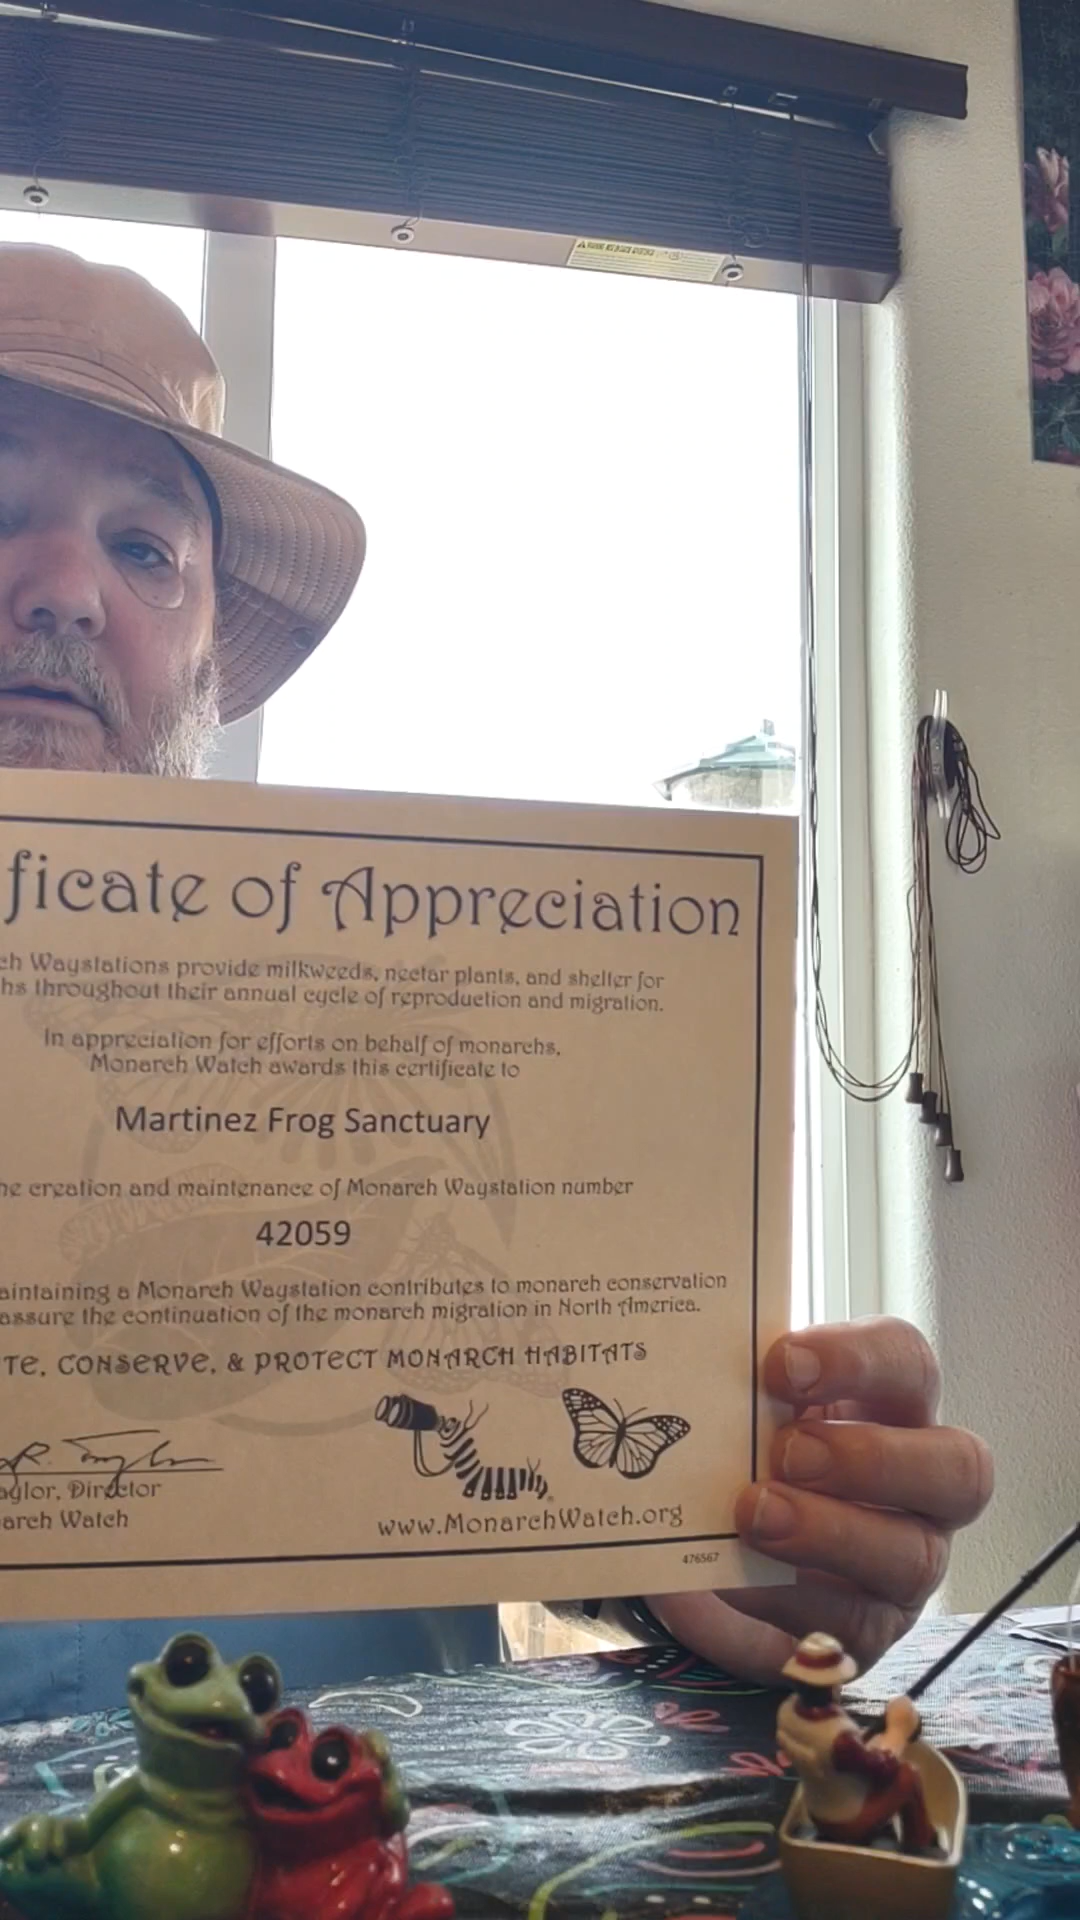 ficate of Appreciation
ch Waystations provide milkweeds, nectar plants, and shelter for
hs throughout their annual cycle of reproduction and migration.
In appreciation for efforts on behalf of monarchs,
Monarch Watch awards this certificate to
Martinez Frog Sanctuary
he creation and maintenance of Monarch Waystation number
42059
aintaining a Monarch Waystation contributes to monarch conservation
assure the continuation of the monarch migration in North America.
TE, CONSERVE, & PROTECT MONARCH HABITATS
aylor, Director
arch Watch
www.MonarchWatch.org
476567